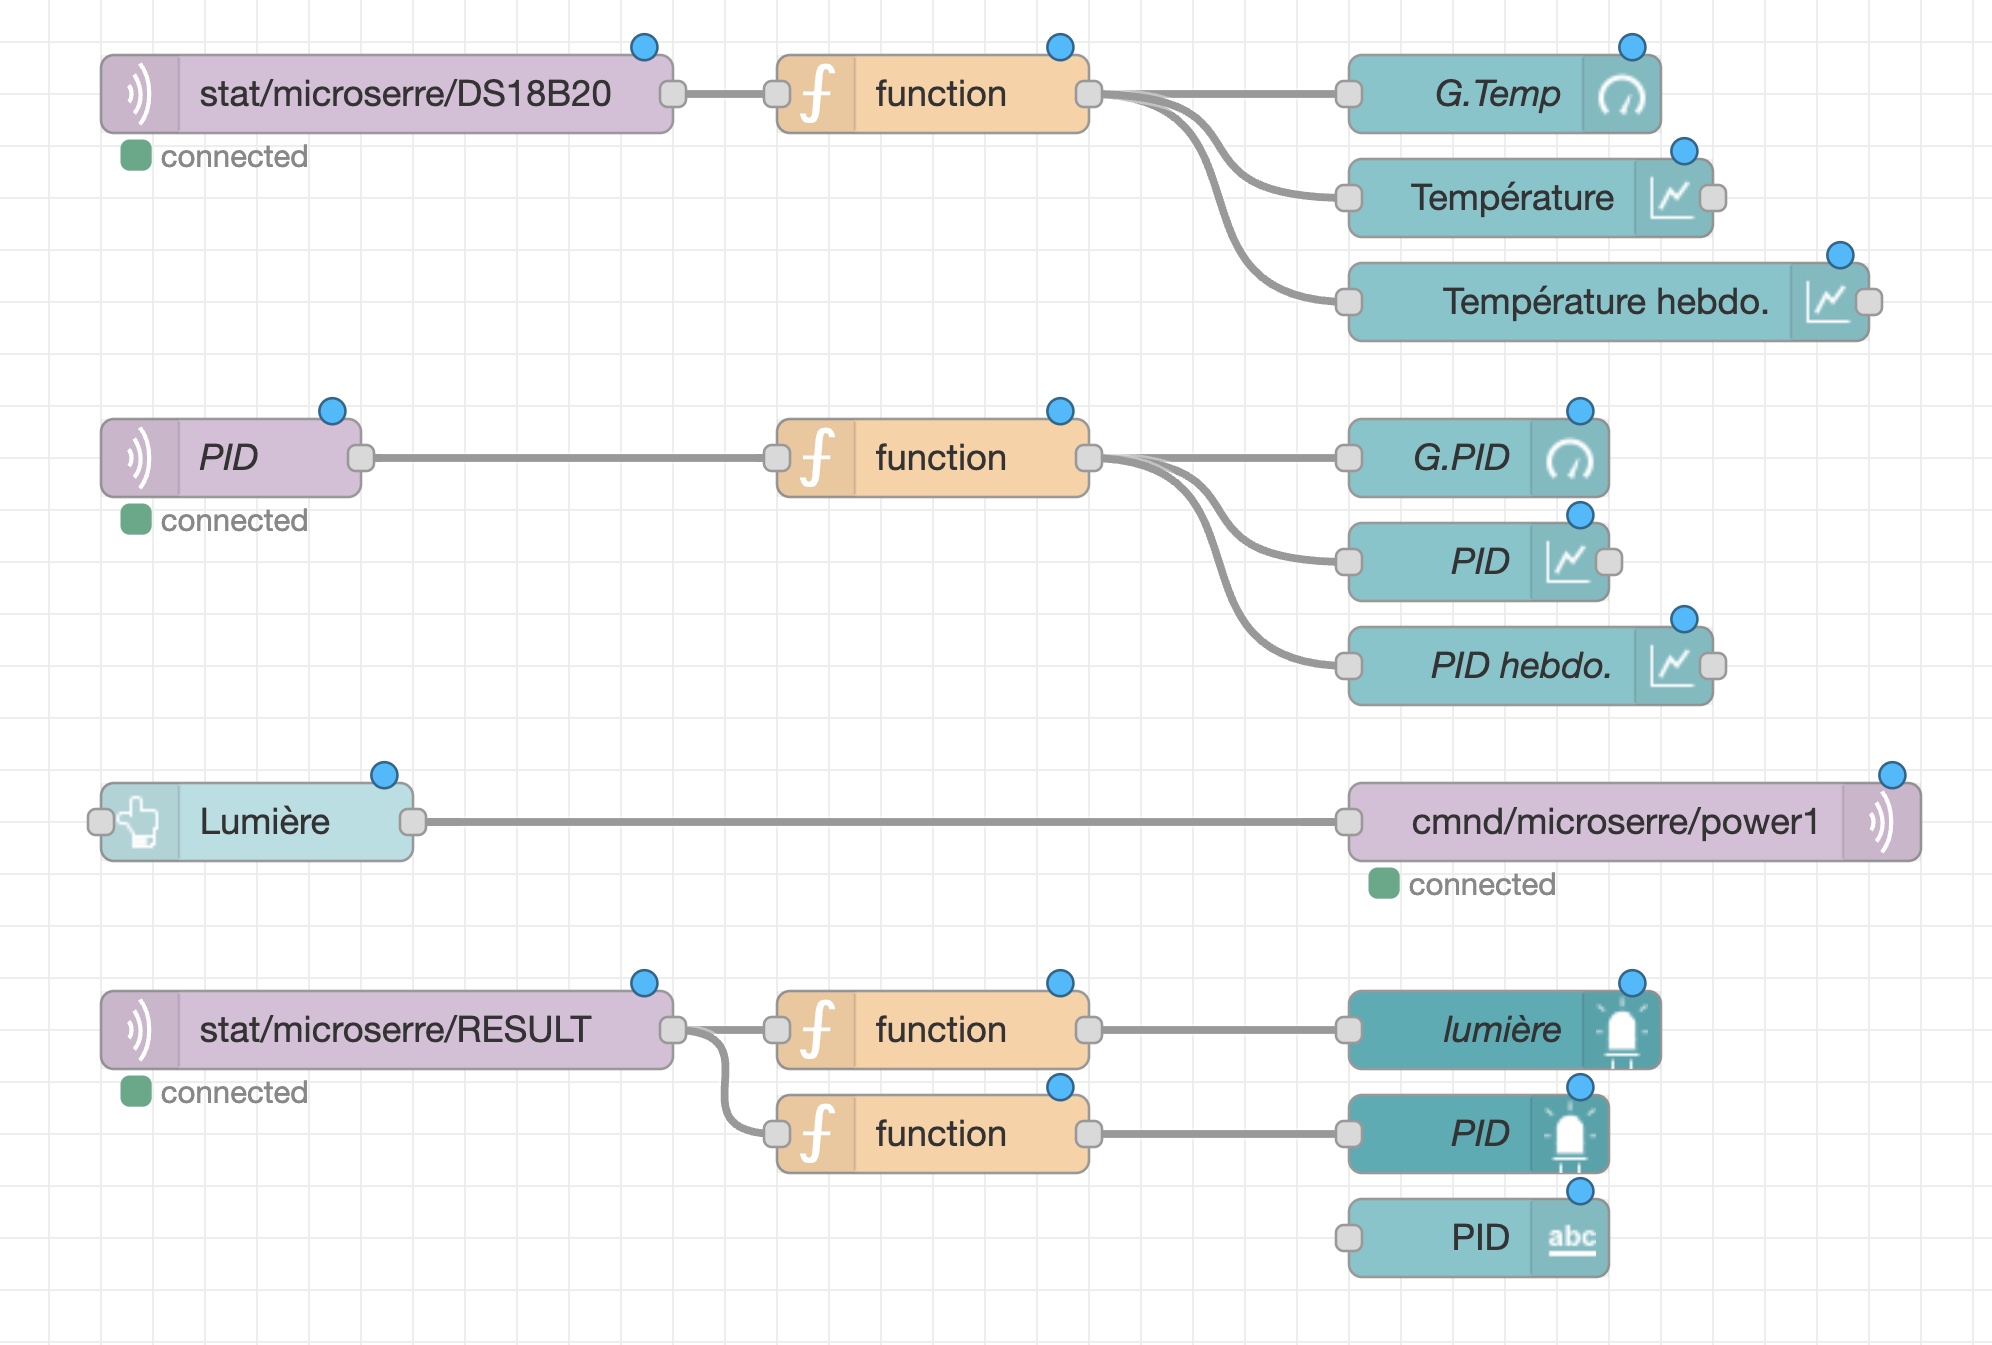 stat/microserre/DS18B20
function
G.Temp
connected
Température
Température hebdo.
PID
function
G.PID
connected
PID
PID hebdo.
Lumière
cmnd/microserre/power1
connected
stat/microserre/RESULT
function
lumière
connected
function
PID
PID
abc